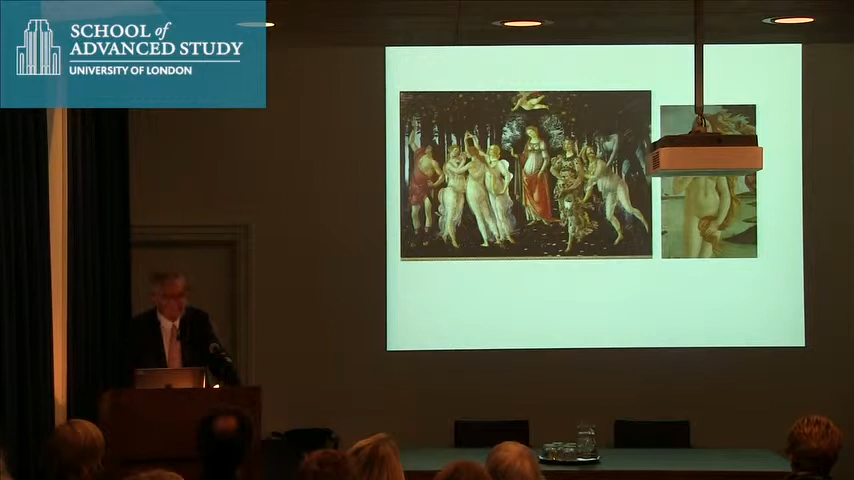 SCHOOL of
ADVANCED STUDY
UNIVERSITY OF LONDON